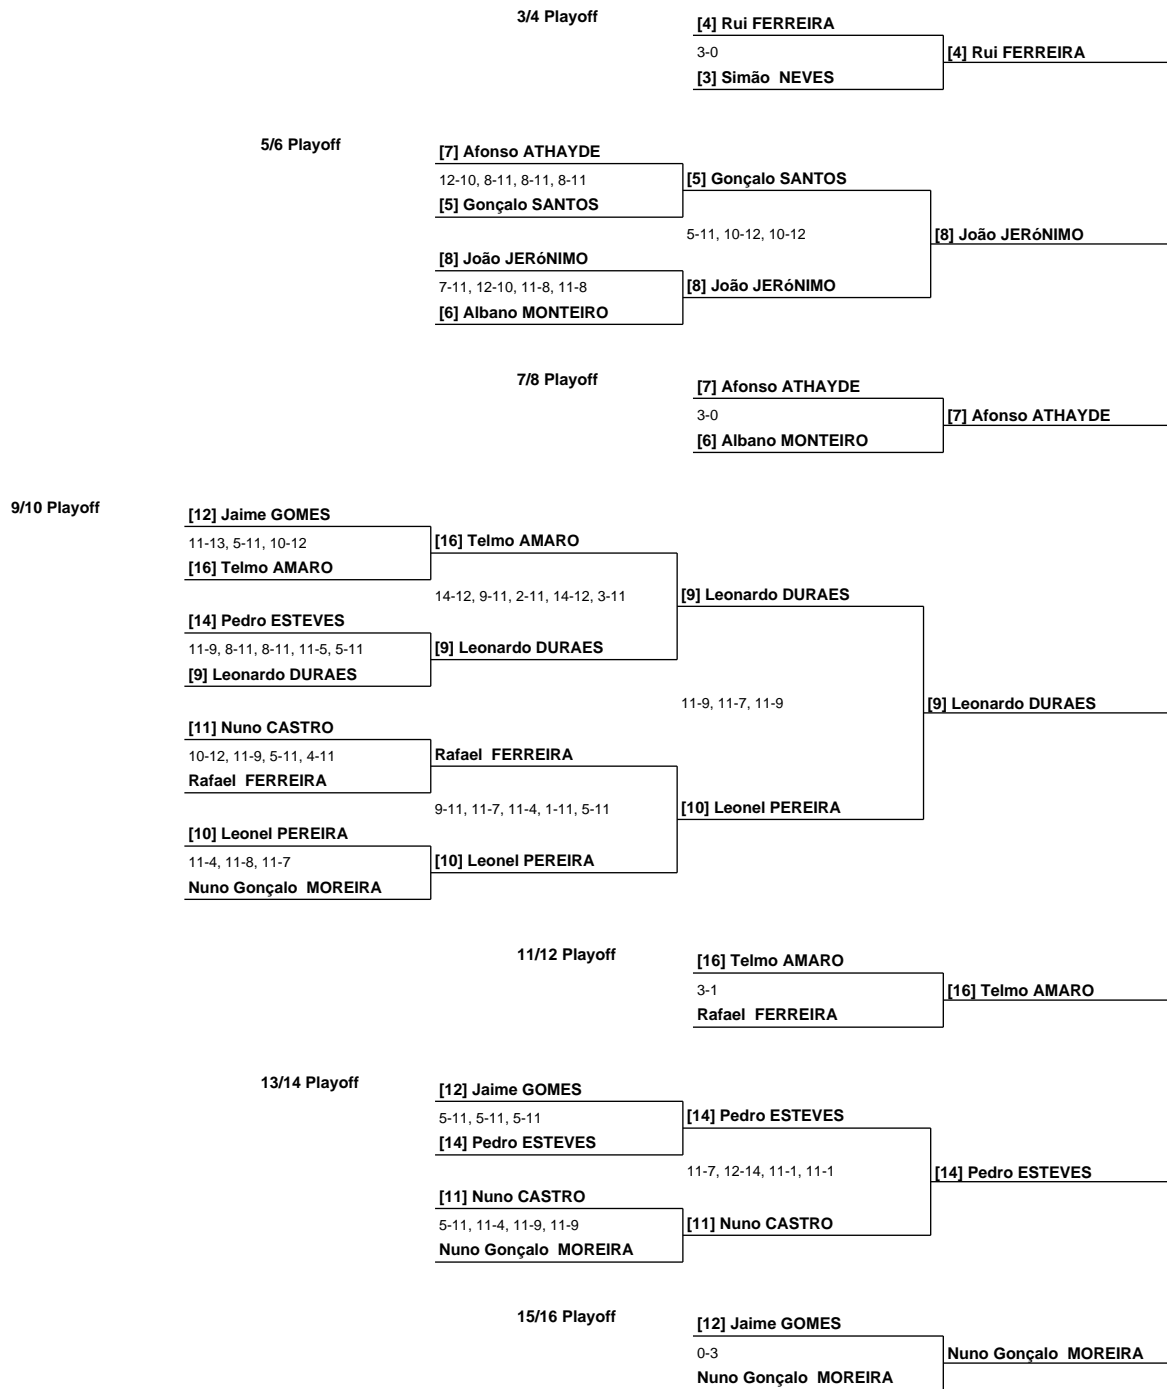 3/4 Playoff
[4] Rui FERREIRA
3-0
[4] Rui FERREIRA
[3] Simão  NEVES
5/6 Playoff
[7] Afonso ATHAYDE
12-10, 8-11, 8-11, 8-11
[5] Gonçalo SANTOS
[5] Gonçalo SANTOS
5-11, 10-12, 10-12
[8] João JERóNIMO
[8] João JERóNIMO
7-11, 12-10, 11-8, 11-8
[8] João JERóNIMO
[6] Albano MONTEIRO
7/8 Playoff
[7] Afonso ATHAYDE
3-0
[7] Afonso ATHAYDE
[6] Albano MONTEIRO
9/10 Playoff
[12] Jaime GOMES
11-13, 5-11, 10-12
[16] Telmo AMARO
[16] Telmo AMARO
14-12, 9-11, 2-11, 14-12, 3-11
[9] Leonardo DURAES
[14] Pedro ESTEVES
11-9, 8-11, 8-11, 11-5, 5-11
[9] Leonardo DURAES
[9] Leonardo DURAES
11-9, 11-7, 11-9
[9] Leonardo DURAES
[11] Nuno CASTRO
10-12, 11-9, 5-11, 4-11
Rafael  FERREIRA
Rafael  FERREIRA
9-11, 11-7, 11-4, 1-11, 5-11
[10] Leonel PEREIRA
[10] Leonel PEREIRA
11-4, 11-8, 11-7
[10] Leonel PEREIRA
Nuno Gonçalo  MOREIRA
11/12 Playoff
[16] Telmo AMARO
3-1
[16] Telmo AMARO
Rafael  FERREIRA
13/14 Playoff
[12] Jaime GOMES
5-11, 5-11, 5-11
[14] Pedro ESTEVES
[14] Pedro ESTEVES
11-7, 12-14, 11-1, 11-1
[14] Pedro ESTEVES
[11] Nuno CASTRO
5-11, 11-4, 11-9, 11-9
[11] Nuno CASTRO
Nuno Gonçalo  MOREIRA
15/16 Playoff
[12] Jaime GOMES
0-3
Nuno Gonçalo  MOREIRA
Nuno Gonçalo  MOREIRA